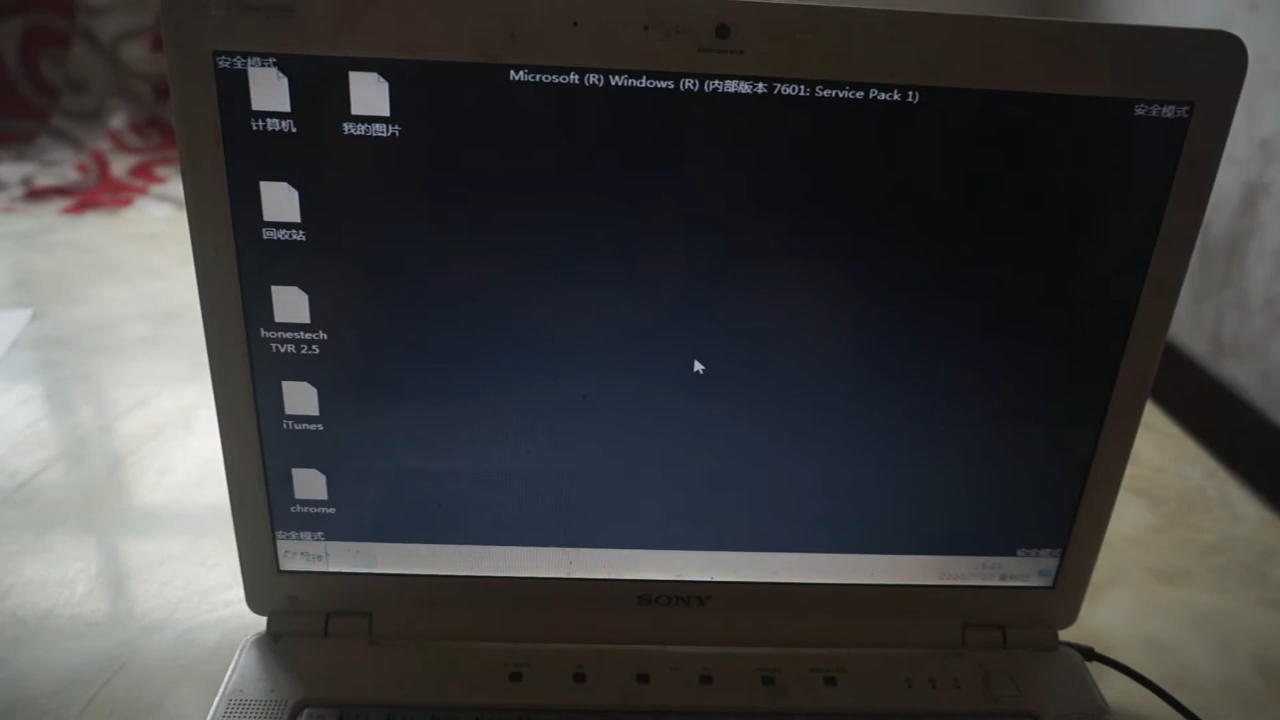 安全模式
Microsoft (R) Windows (R) (内部版本 7601: Service Pack 1)
安全模式
计算机
我的图片
回收站
honestech
TVR 2.5
iTunes
chrome
安全模式
安全模式
SONY